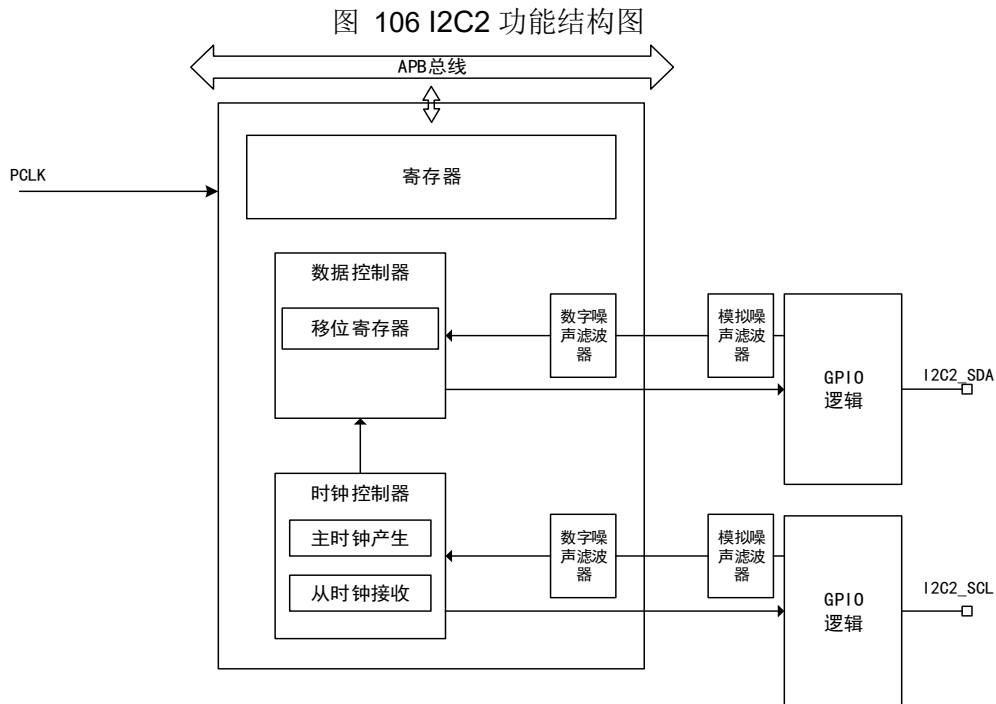 图 106 I2C2 功能结构图
APB总线
PCLK
寄存器
数据控制器
移位寄存器
数字噪
声滤波
器
模拟噪
声滤波
器
GPIO
逻辑
I2C2_SDA
时钟控制器
主时钟产生
从时钟接收
数字噪
声滤波
器
模拟噪
声滤波
器
GPIO
逻辑
I2C2_SCL